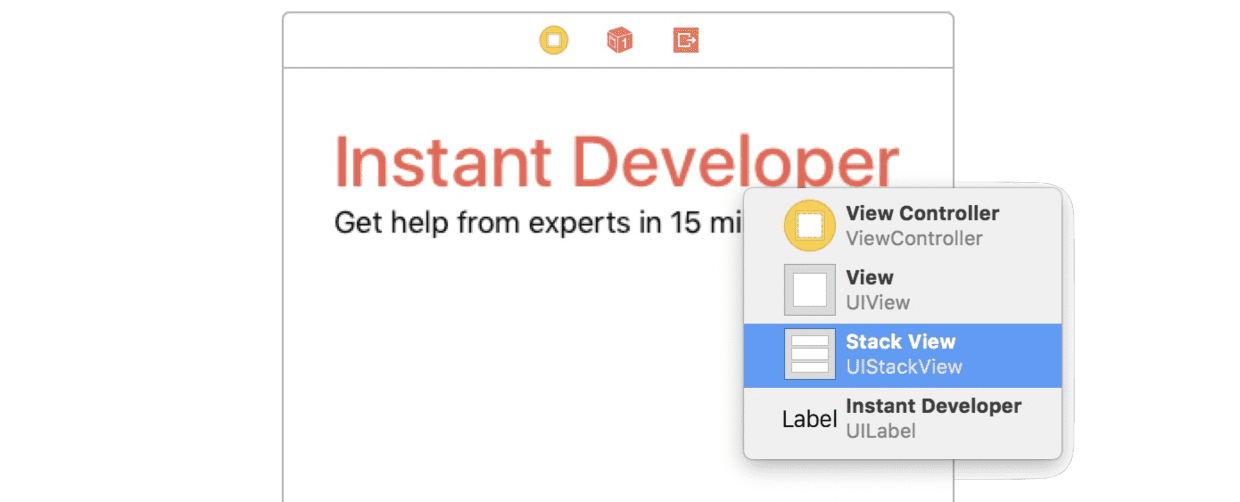 1
Instant Developer
Get help from experts in 15 mi
View Controller
ViewController
View
UIView
Stack View
UIStackView
Label
Instant Developer
UILabel